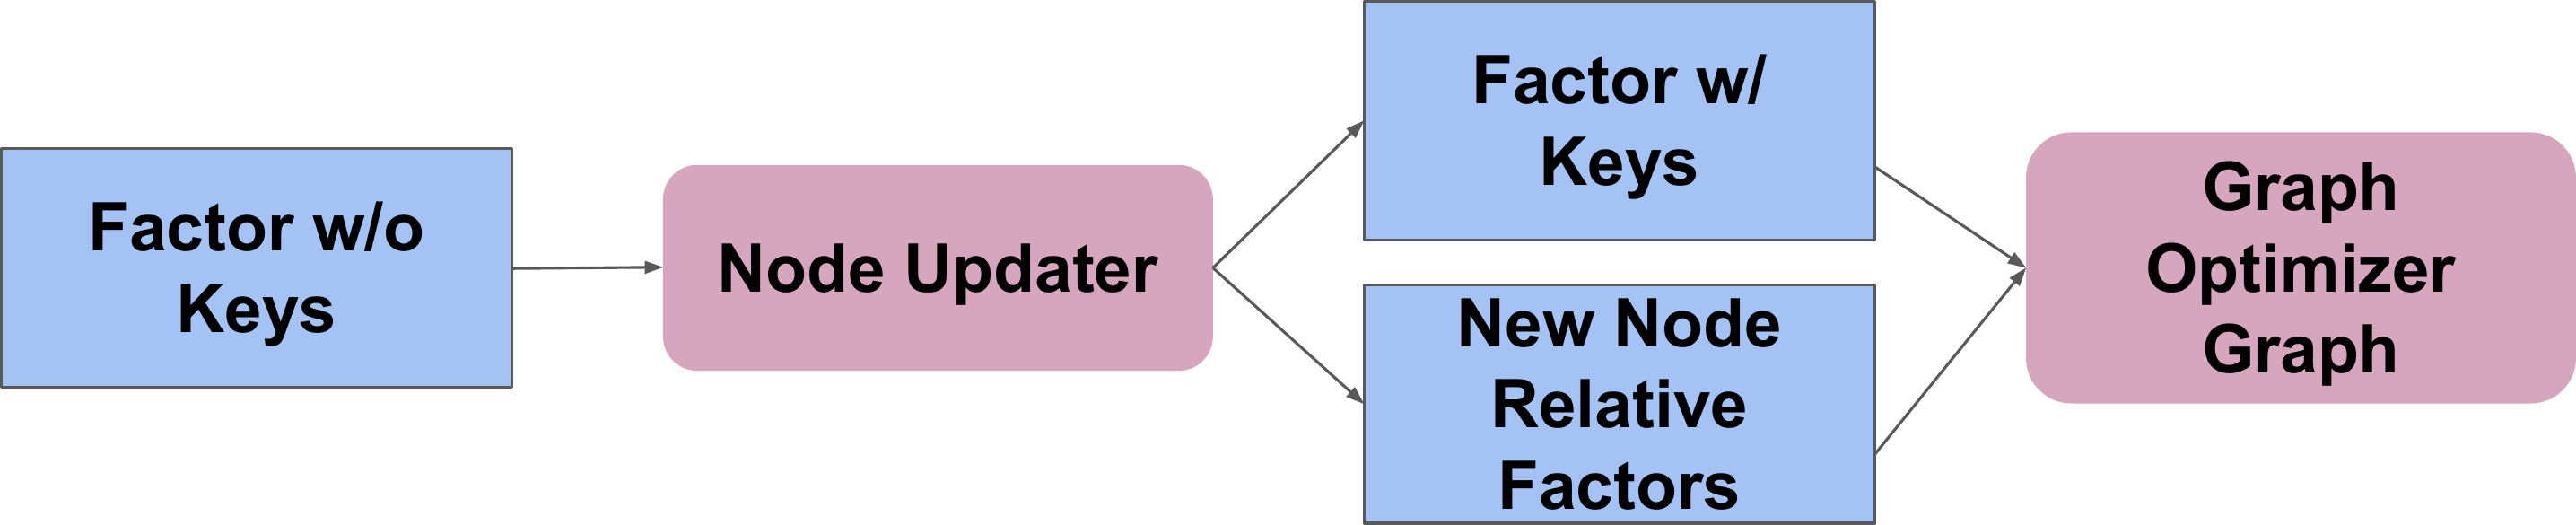 Factor w/o
Keys
Node Updater
Factor w/
Keys
New Node
Relative
Factors
Graph
Optimizer
Graph